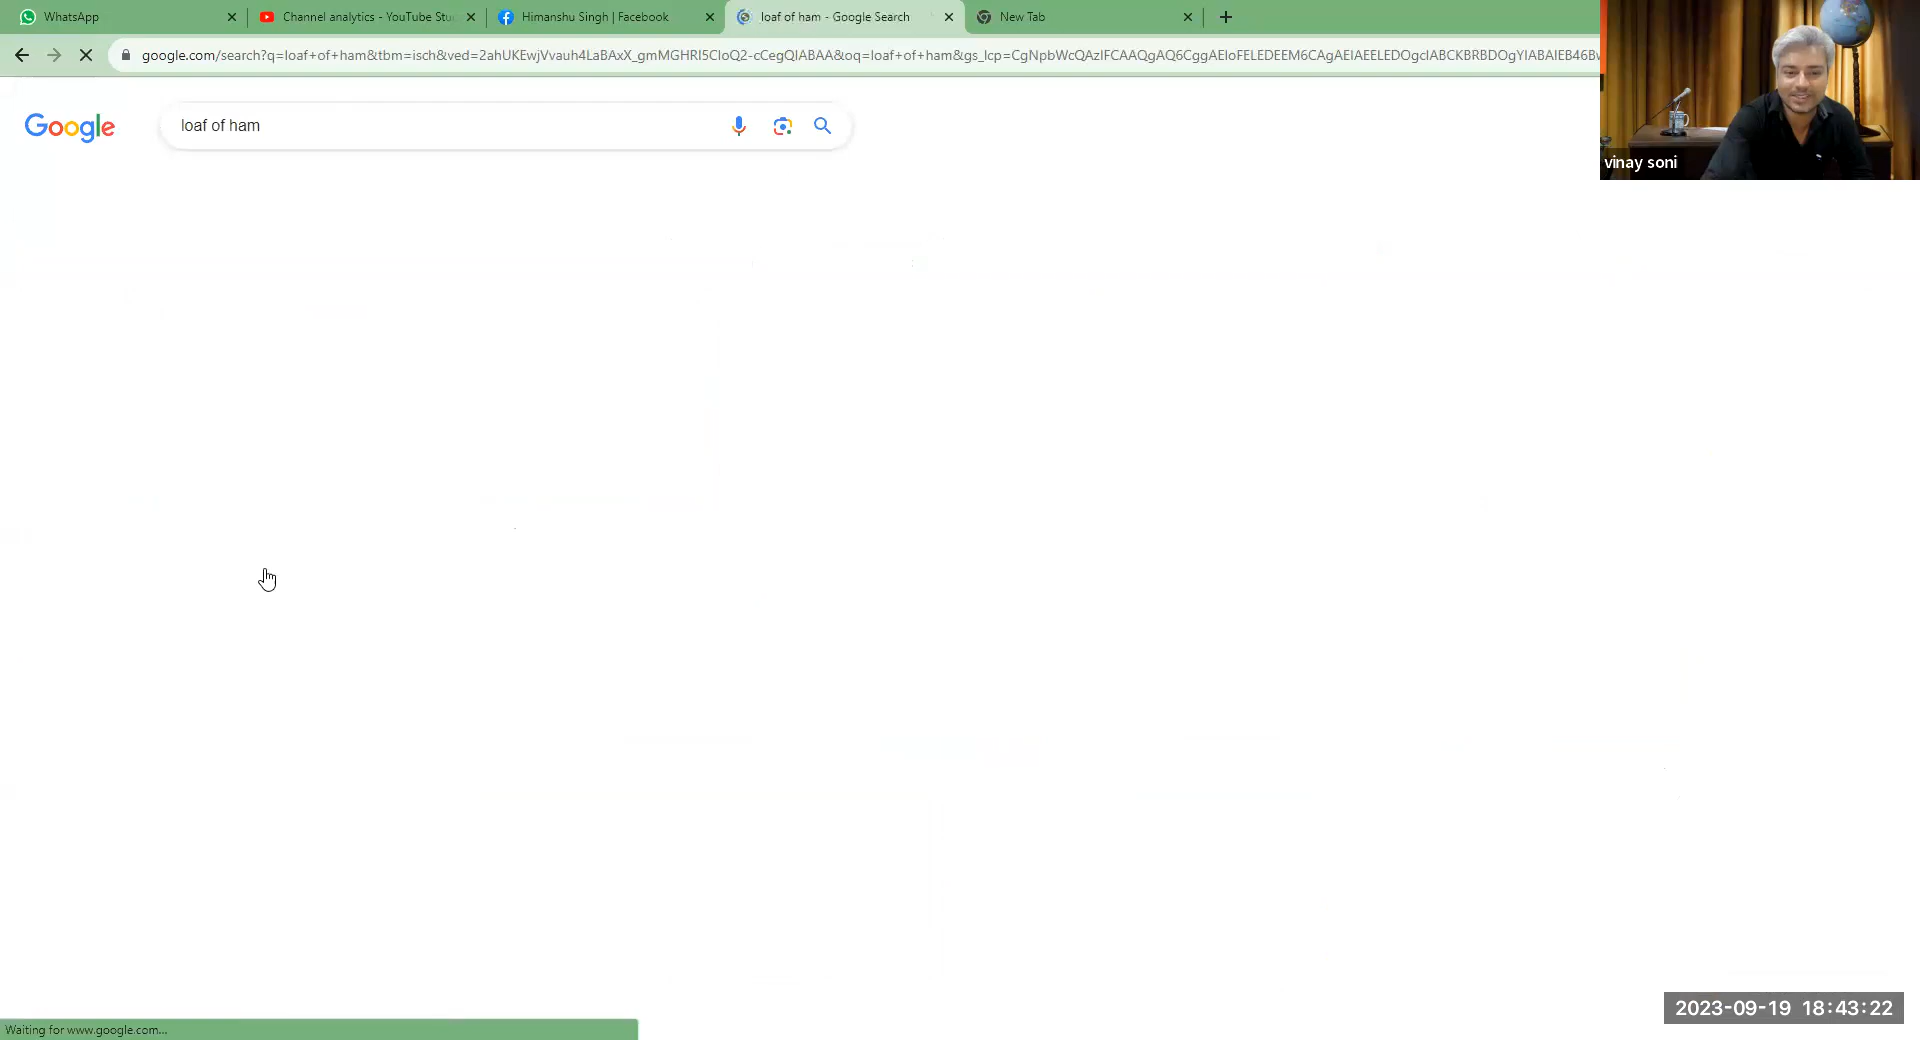 WhatsApp
Channel analytics - YouTube Stu
Himanshu Singh | Facebook
loaf of ham - Google Search
New Tab
google.com/search?q=loaf+of+ham&tbm=isch&ved=2ahUKEwjVvauh4LaBAxX_gmMGHRI5CIoQ2-cCegQIABAA&oq=loaf+of+ham&gs_lcp=CgNpbWcQAzIFCAAQgAQ6CggAEIoFELEDEEM6CAgAEIAEELEDOgcIABCKBRBDOgYIABAIEB46Bw
Google
loaf of ham
vinay soni
2023-09-19 18:43:22
Waiting for www.google.com...